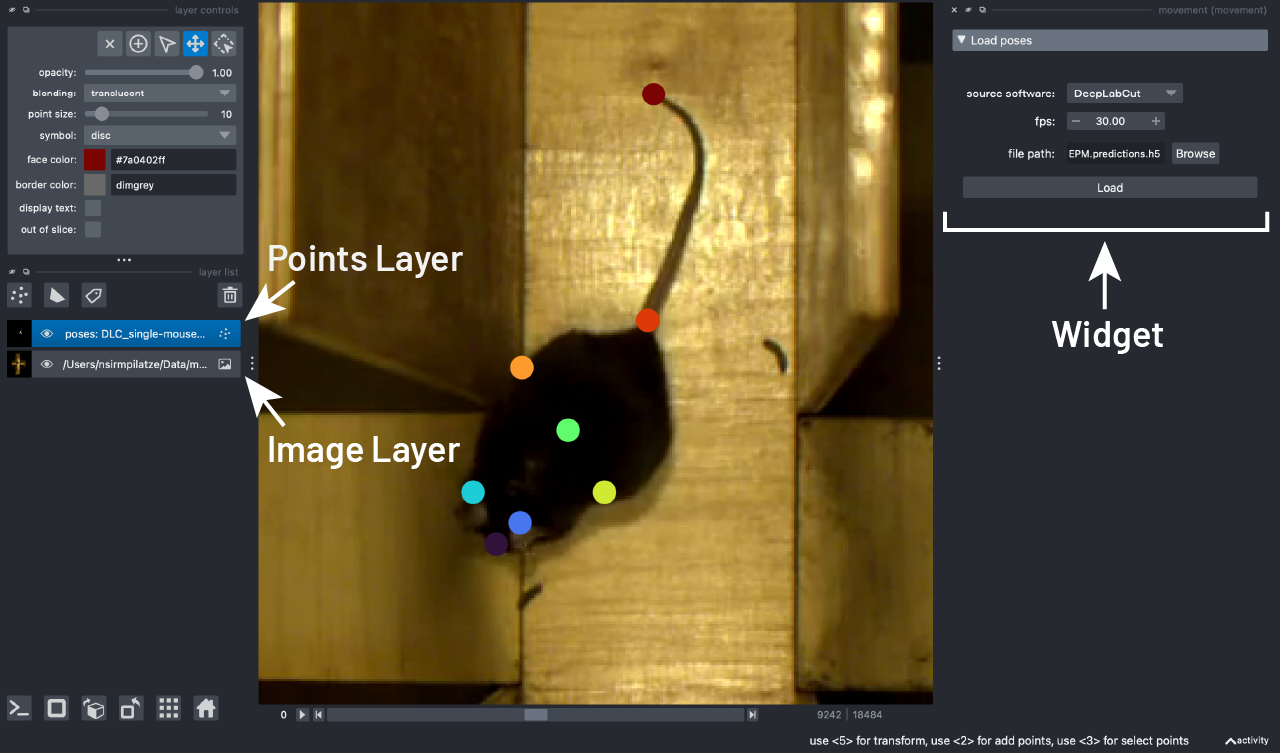 layer controls
opacity: 1.00
blending: translucent
point size: 10
symbol: disc
face color: #7a0402ff
border color: dimgrey
display text:
out of slice:
layer list
poses: DLC_single-mouse...
/Users/nsirmpilatze/Data/m...
Points Layer
Image Layer
0
9242 | 18484
movement (movement)
Load poses
source software: DeepLabCut
fps: 30.00
file path: EPM.predictions.h5 Browse
Load
Widget
use <5> for transform, use <2> for add points, use <3> for select points
activity